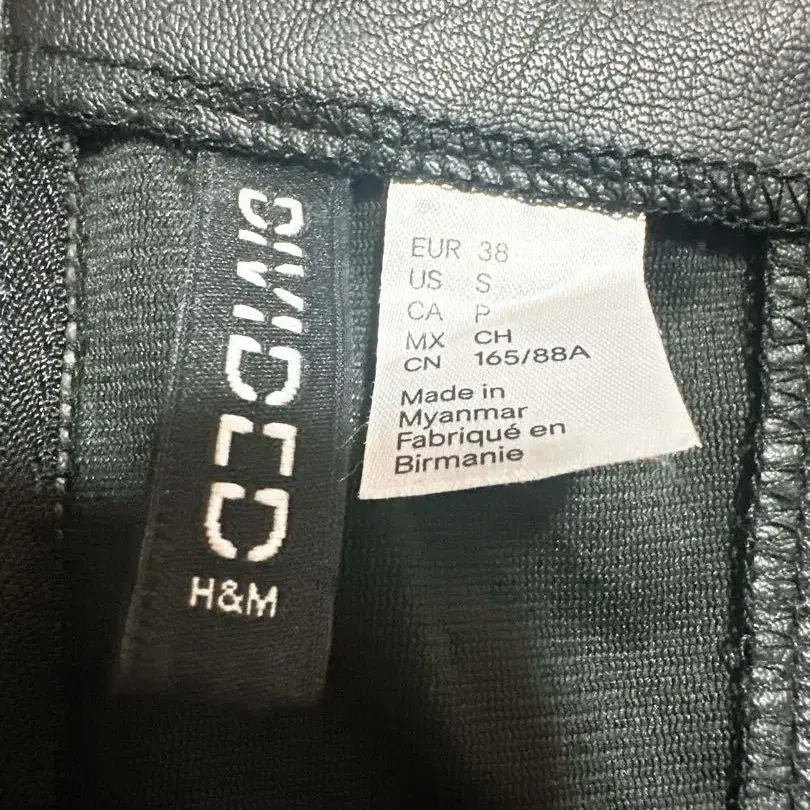 DIVIDED
H&M
EUR 38
US S
CA P
MX CH
CN 165/88A
Made in
Myanmar
Fabriqué en
Birmanie